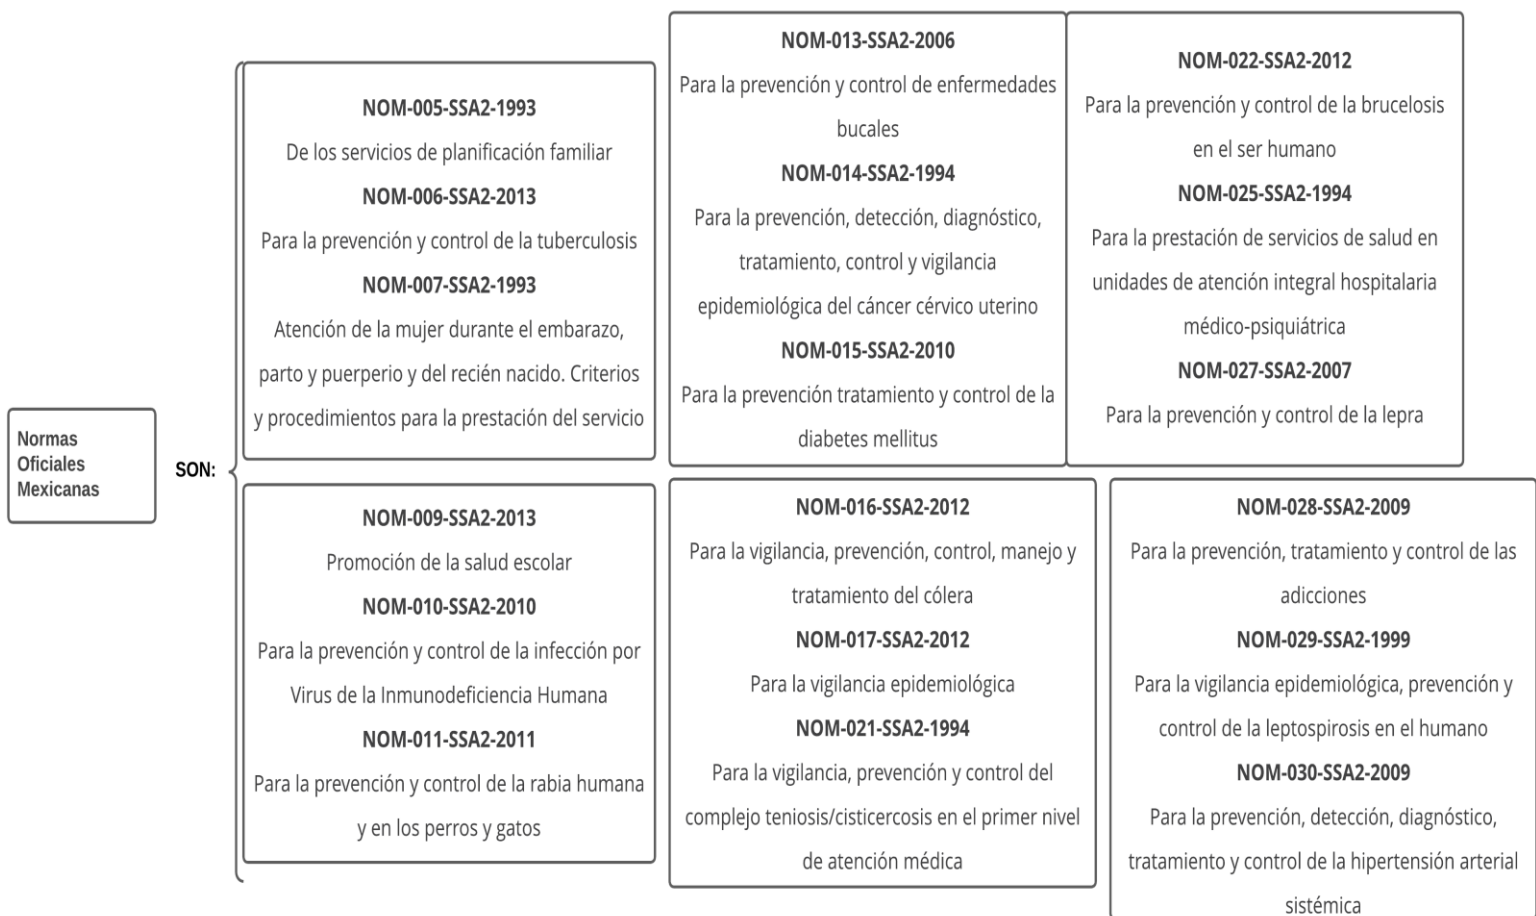 Normas
Oficiales
Mexicanas
SON:
NOM-005-SSA2-1993
De los servicios de planificación familiar
NOM-006-SSA2-2013
Para la prevención y control de la tuberculosis
NOM-007-SSA2-1993
Atención de la mujer durante el embarazo,
parto y puerperio y del recién nacido. Criterios
y procedimientos para la prestación del servicio
NOM-009-SSA2-2013
Promoción de la salud escolar
NOM-010-SSA2-2010
Para la prevención y control de la infección por
Virus de la Inmunodeficiencia Humana
NOM-011-SSA2-2011
Para la prevención y control de la rabia humana
y en los perros y gatos
NOM-013-SSA2-2006
Para la prevención y control de enfermedades
bucales
NOM-014-SSA2-1994
Para la prevención, detección, diagnóstico,
tratamiento, control y vigilancia
epidemiológica del cáncer cérvico uterino
NOM-015-SSA2-2010
Para la prevención tratamiento y control de la
diabetes mellitus
NOM-016-SSA2-2012
Para la vigilancia, prevención, control, manejo y
tratamiento del cólera
NOM-017-SSA2-2012
Para la vigilancia epidemiológica
NOM-021-SSA2-1994
Para la vigilancia, prevención y control del
complejo teniosis/cisticercosis en el primer nivel
de atención médica
NOM-022-SSA2-2012
Para la prevención y control de la brucelosis
en el ser humano
NOM-025-SSA2-1994
Para la prestación de servicios de salud en
unidades de atención integral hospitalaria
médico-psiquiátrica
NOM-027-SSA2-2007
Para la prevención y control de la lepra
NOM-028-SSA2-2009
Para la prevención, tratamiento y control de las
adicciones
NOM-029-SSA2-1999
Para la vigilancia epidemiológica, prevención y
control de la leptospirosis en el humano
NOM-030-SSA2-2009
Para la prevención, detección, diagnóstico,
tratamiento y control de la hipertensión arterial
sistémica